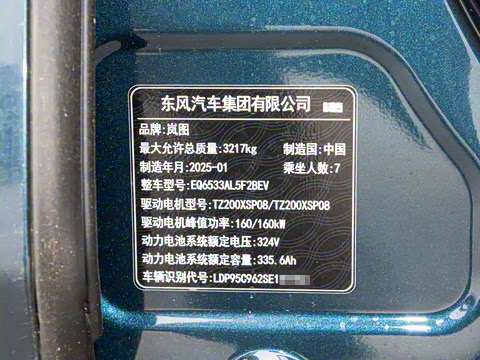 东风汽车集团有限公司
品牌:岚图
最大允许总质量:3217kg 制造国:中国
制造年月:2025-01 乘坐人数:7
整车型号:EQ6533AL5F2BEV
驱动电机型号:TZ200XSP08/TZ200XSP08
驱动电机峰值功率:160/160kW
动力电池系统额定电压:324V
动力电池系统额定容量:335.6Ah
车辆识别代号:LDP95C962SE1